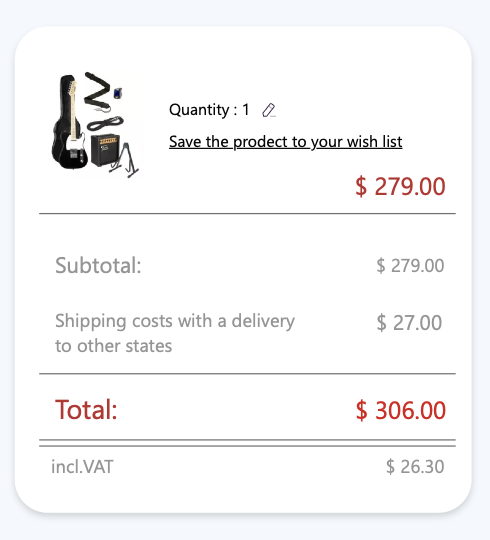 Quantity : 1
Save the prodect to your wish list
$ 279.00
Subtotal: $ 279.00
Shipping costs with a delivery $ 27.00
to other states
Total: $ 306.00
incl.VAT $ 26.30